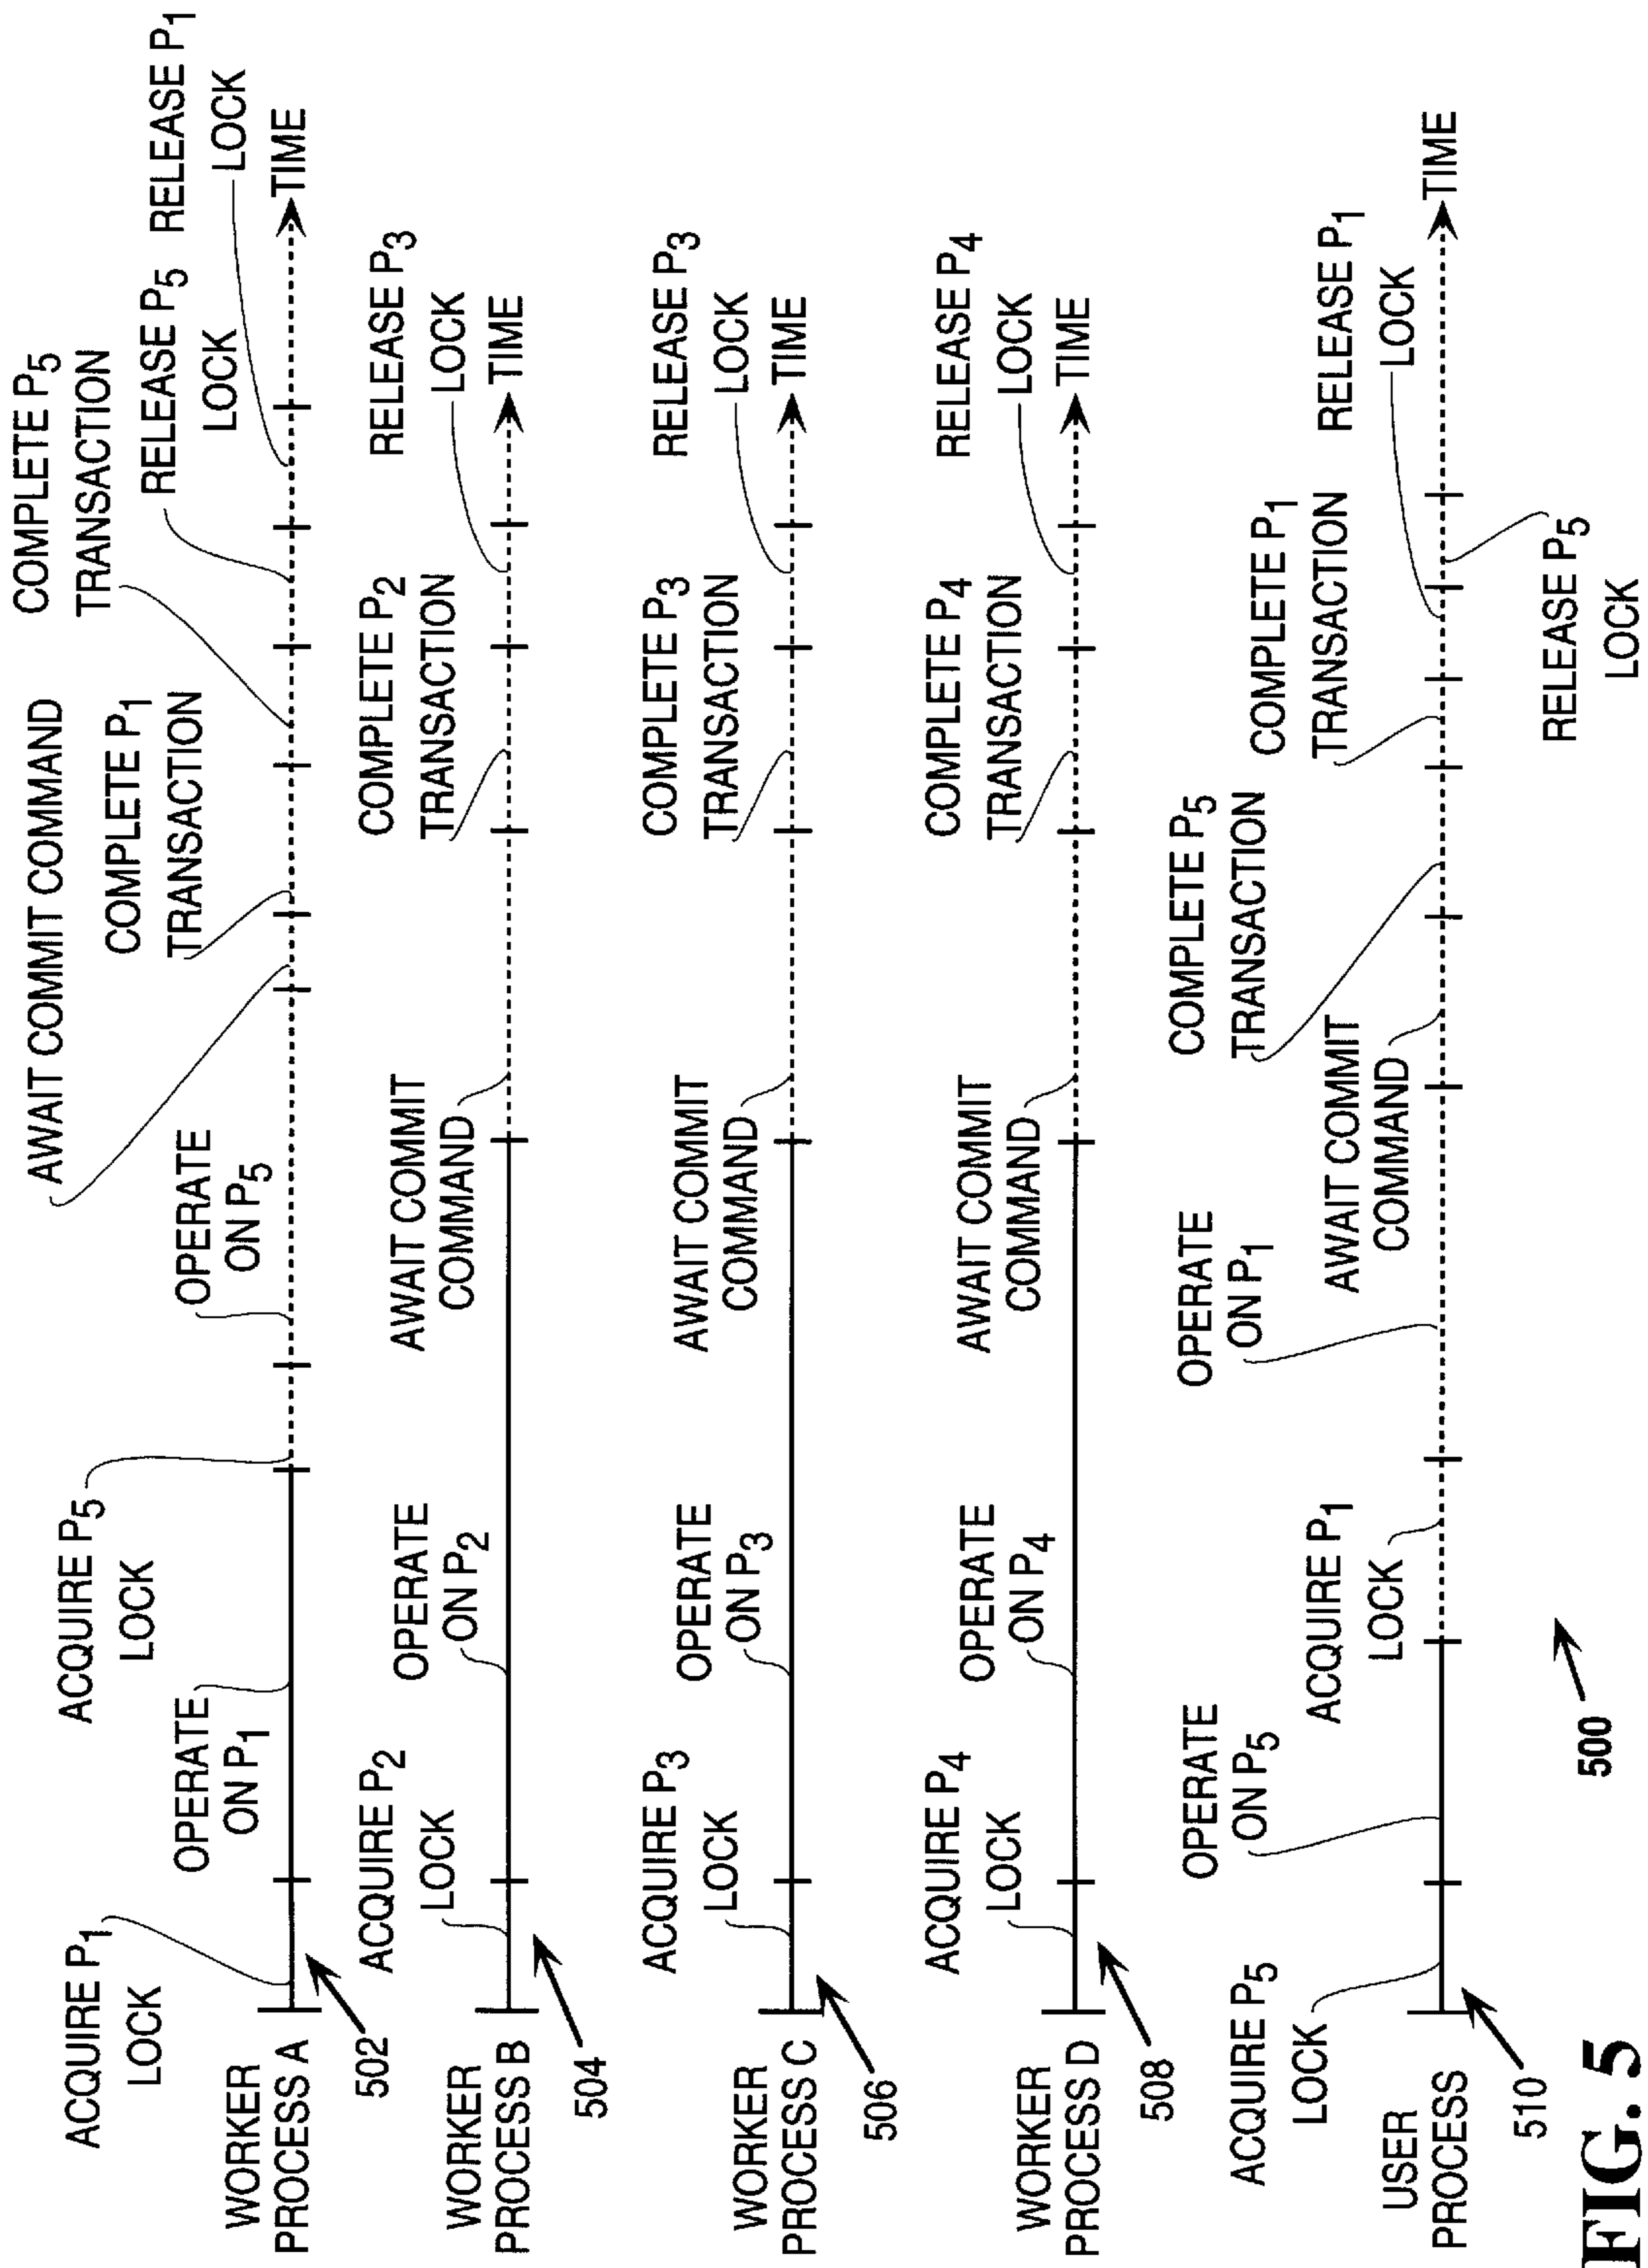 ACQUIRE P1
LOCK
OPERATE
ON P1
ACQUIRE P5
LOCK
OPERATE
ON P5
AWAIT COMMIT COMMAND
COMPLETE P1
TRANSACTION
COMPLETE P5
TRANSACTION
RELEASE P5
LOCK
RELEASE P1
LOCK
WORKER
PROCESS A
TIME
502
ACQUIRE P2
LOCK
OPERATE
ON P2
AWAIT COMMIT
COMMAND
COMPLETE P2
TRANSACTION
RELEASE P3
LOCK
WORKER
PROCESS B
TIME
504
ACQUIRE P3
LOCK
OPERATE
ON P3
AWAIT COMMIT
COMMAND
COMPLETE P3
TRANSACTION
RELEASE P3
LOCK
WORKER
PROCESS C
TIME
506
ACQUIRE P4
LOCK
OPERATE
ON P4
AWAIT COMMIT
COMMAND
COMPLETE P4
TRANSACTION
RELEASE P4
LOCK
WORKER
PROCESS D
TIME
508
ACQUIRE P5
LOCK
OPERATE
ON P5
ACQUIRE P1
LOCK
OPERATE
ON P1
AWAIT COMMIT
COMMAND
COMPLETE P5
TRANSACTION
COMPLETE P1
TRANSACTION
RELEASE P1
LOCK
USER
PROCESS
TIME
510
RELEASE P5
LOCK
500
FIG. 5